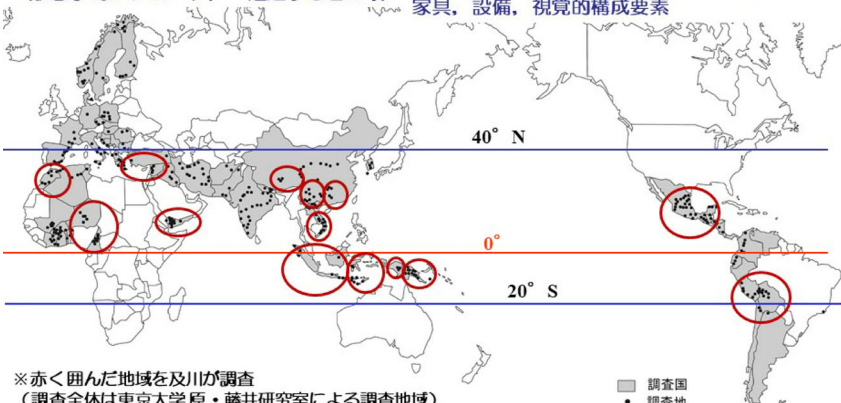 家具，設備，視覚的構成要素
40° N
0°
20° S
※赤く囲んだ地域を及川が調査
（調査全体は東京大学原・藤井研究室による調査地域）
調査国
調査地